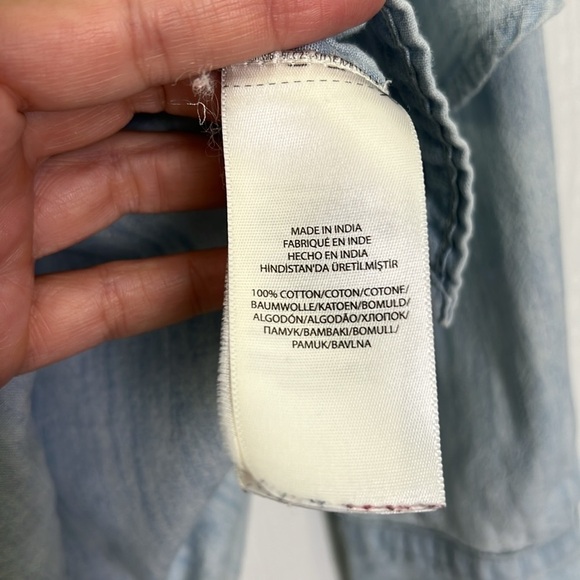 MADE IN INDIA
FABRIQUÉ EN INDE
HECHO EN INDIA
HİNDİSTAN'DA ÜRETİLMİŞTİR
100% COTTON/COTON/COTONE/
BAUMWOLLE/KATOEN/BOMULD/
ALGODÓN/ALGODÃO/ХЛОПОК/
ПАМУК/BAMBAKI/BOMULL/
PAMUK/BAVLNA